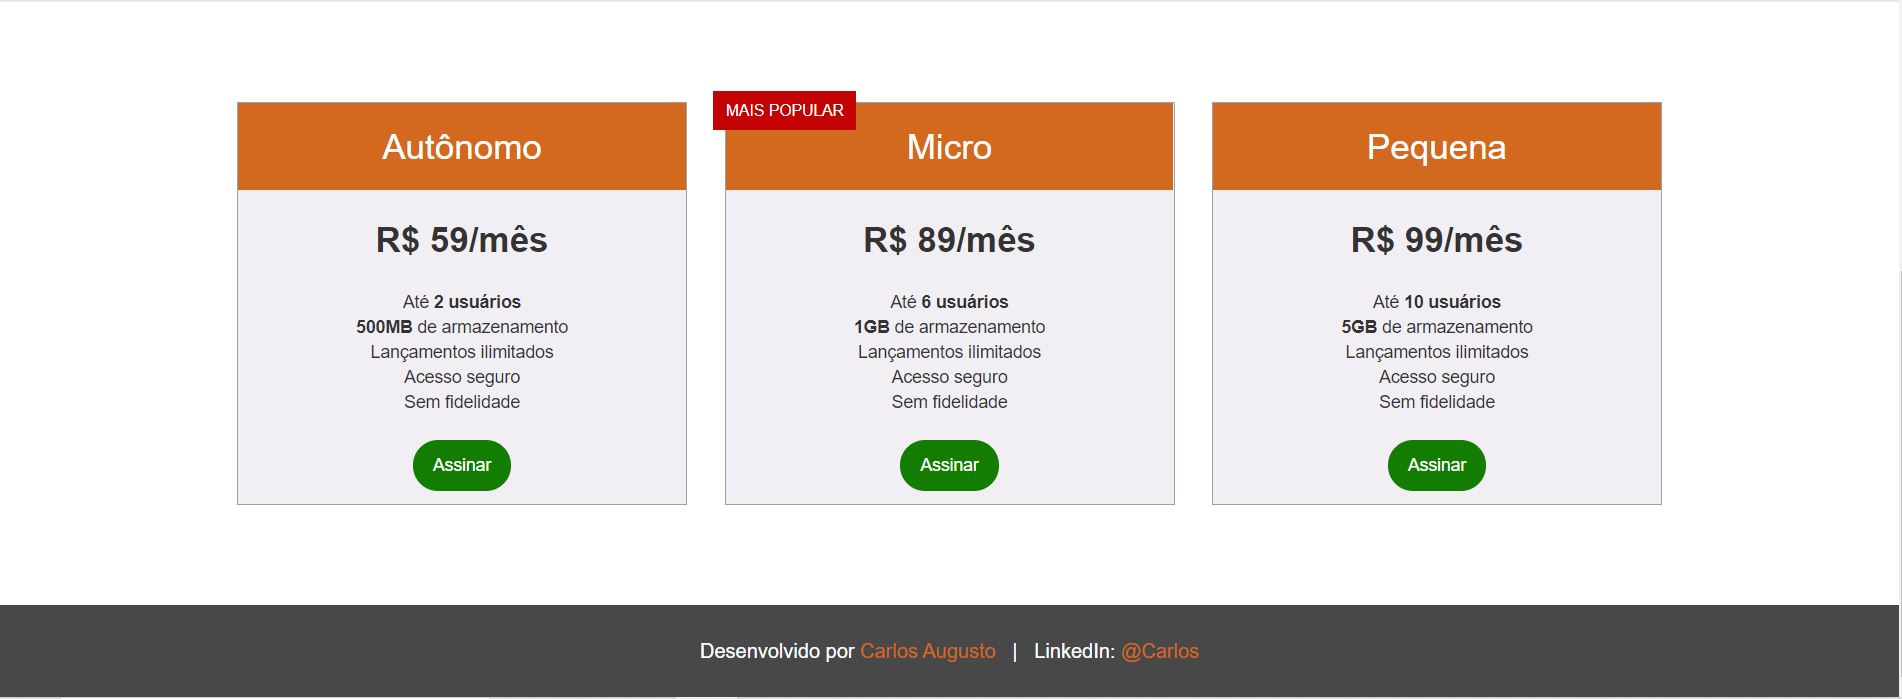 Autônomo
R$ 59/mês
Até 2 usuários
500MB de armazenamento
Lançamentos ilimitados
Acesso seguro
Sem fidelidade
Assinar
MAIS POPULAR
Micro
R$ 89/mês
Até 6 usuários
1GB de armazenamento
Lançamentos ilimitados
Acesso seguro
Sem fidelidade
Assinar
Pequena
R$ 99/mês
Até 10 usuários
5GB de armazenamento
Lançamentos ilimitados
Acesso seguro
Sem fidelidade
Assinar
Desenvolvido por Carlos Augusto | LinkedIn: @Carlos